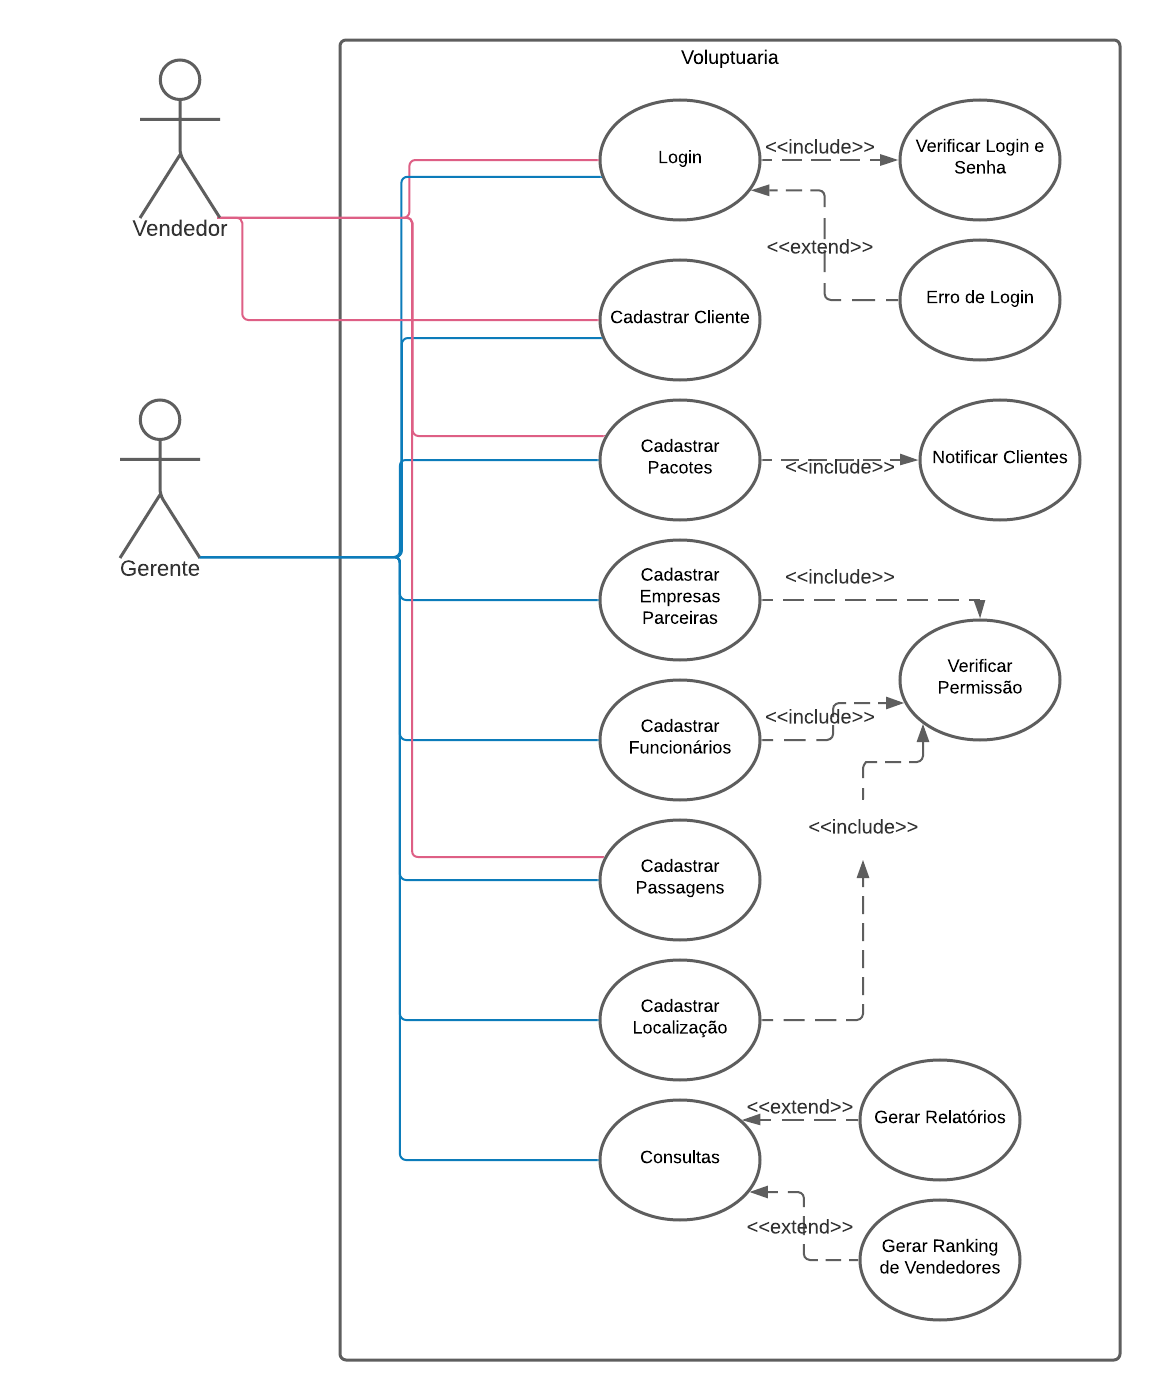 Voluptuaria
Vendedor
Gerente
Login
<<include>>
Verificar Login e
Senha
<<extend>>
Erro de Login
Cadastrar Cliente
Cadastrar
Pacotes
<<include>>
Notificar Clientes
Cadastrar
Empresas
Parceiras
<<include>>
Verificar
Permissão
Cadastrar
Funcionários
<<include>>
<<include>>
Cadastrar
Passagens
Cadastrar
Localização
Consultas
<<extend>>
Gerar Relatórios
<<extend>>
Gerar Ranking
de Vendedores